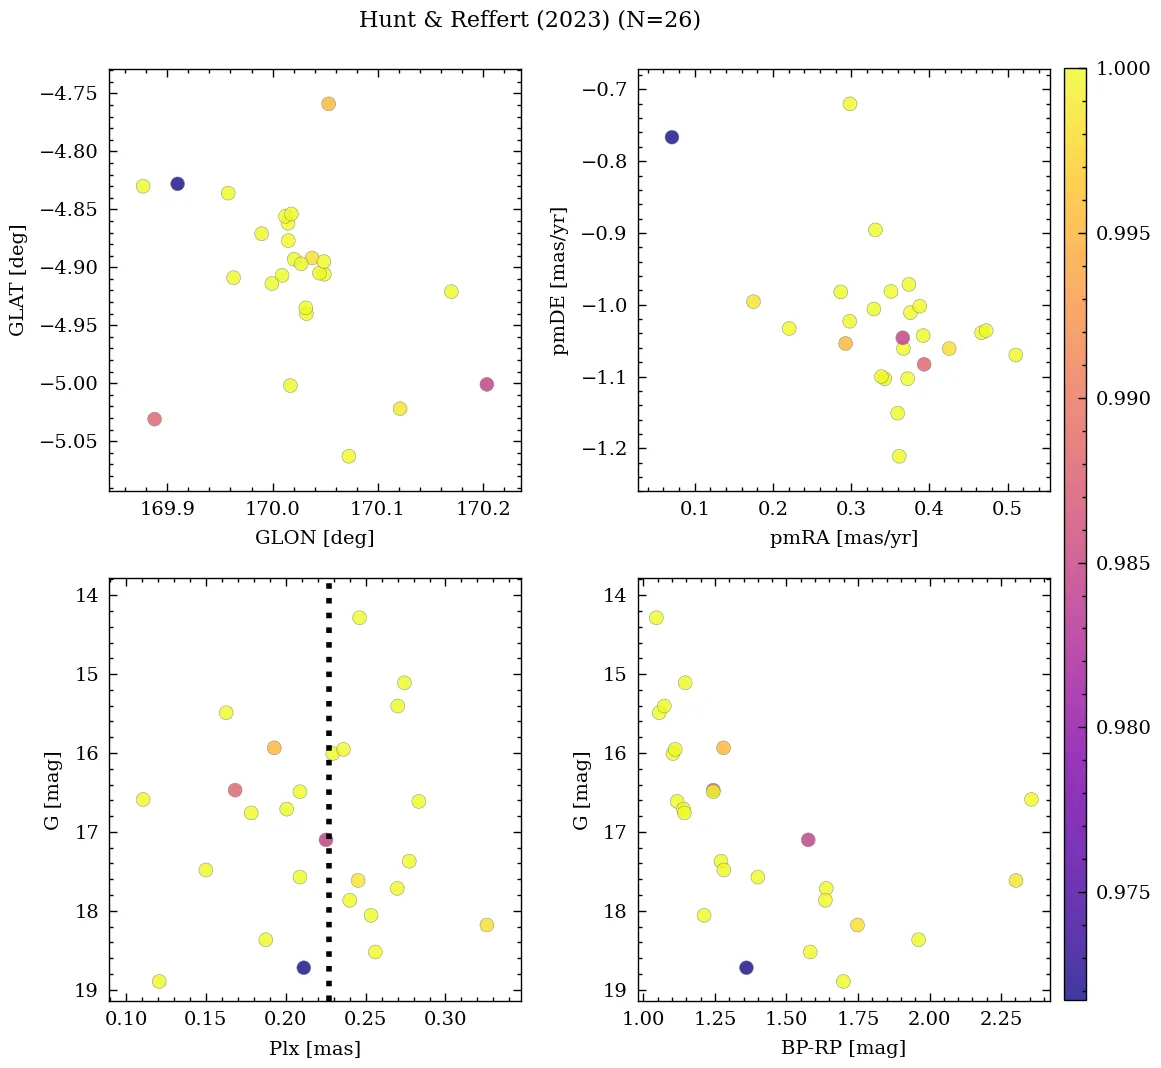 Hunt & Reffert (2023) (N=26)
−4.75
−4.80
−4.85
−4.90
−4.95
−5.00
−5.05
GLAT [deg]
169.9 170.0 170.1 170.2
GLON [deg]
−0.7
−0.8
−0.9
−1.0
−1.1
−1.2
pmDE [mas/yr]
0.1 0.2 0.3 0.4 0.5
pmRA [mas/yr]
14
15
16
17
18
19
G [mag]
0.10 0.15 0.20 0.25 0.30
Plx [mas]
14
15
16
17
18
19
G [mag]
1.00 1.25 1.50 1.75 2.00 2.25
BP-RP [mag]
1.000
0.995
0.990
0.985
0.980
0.975